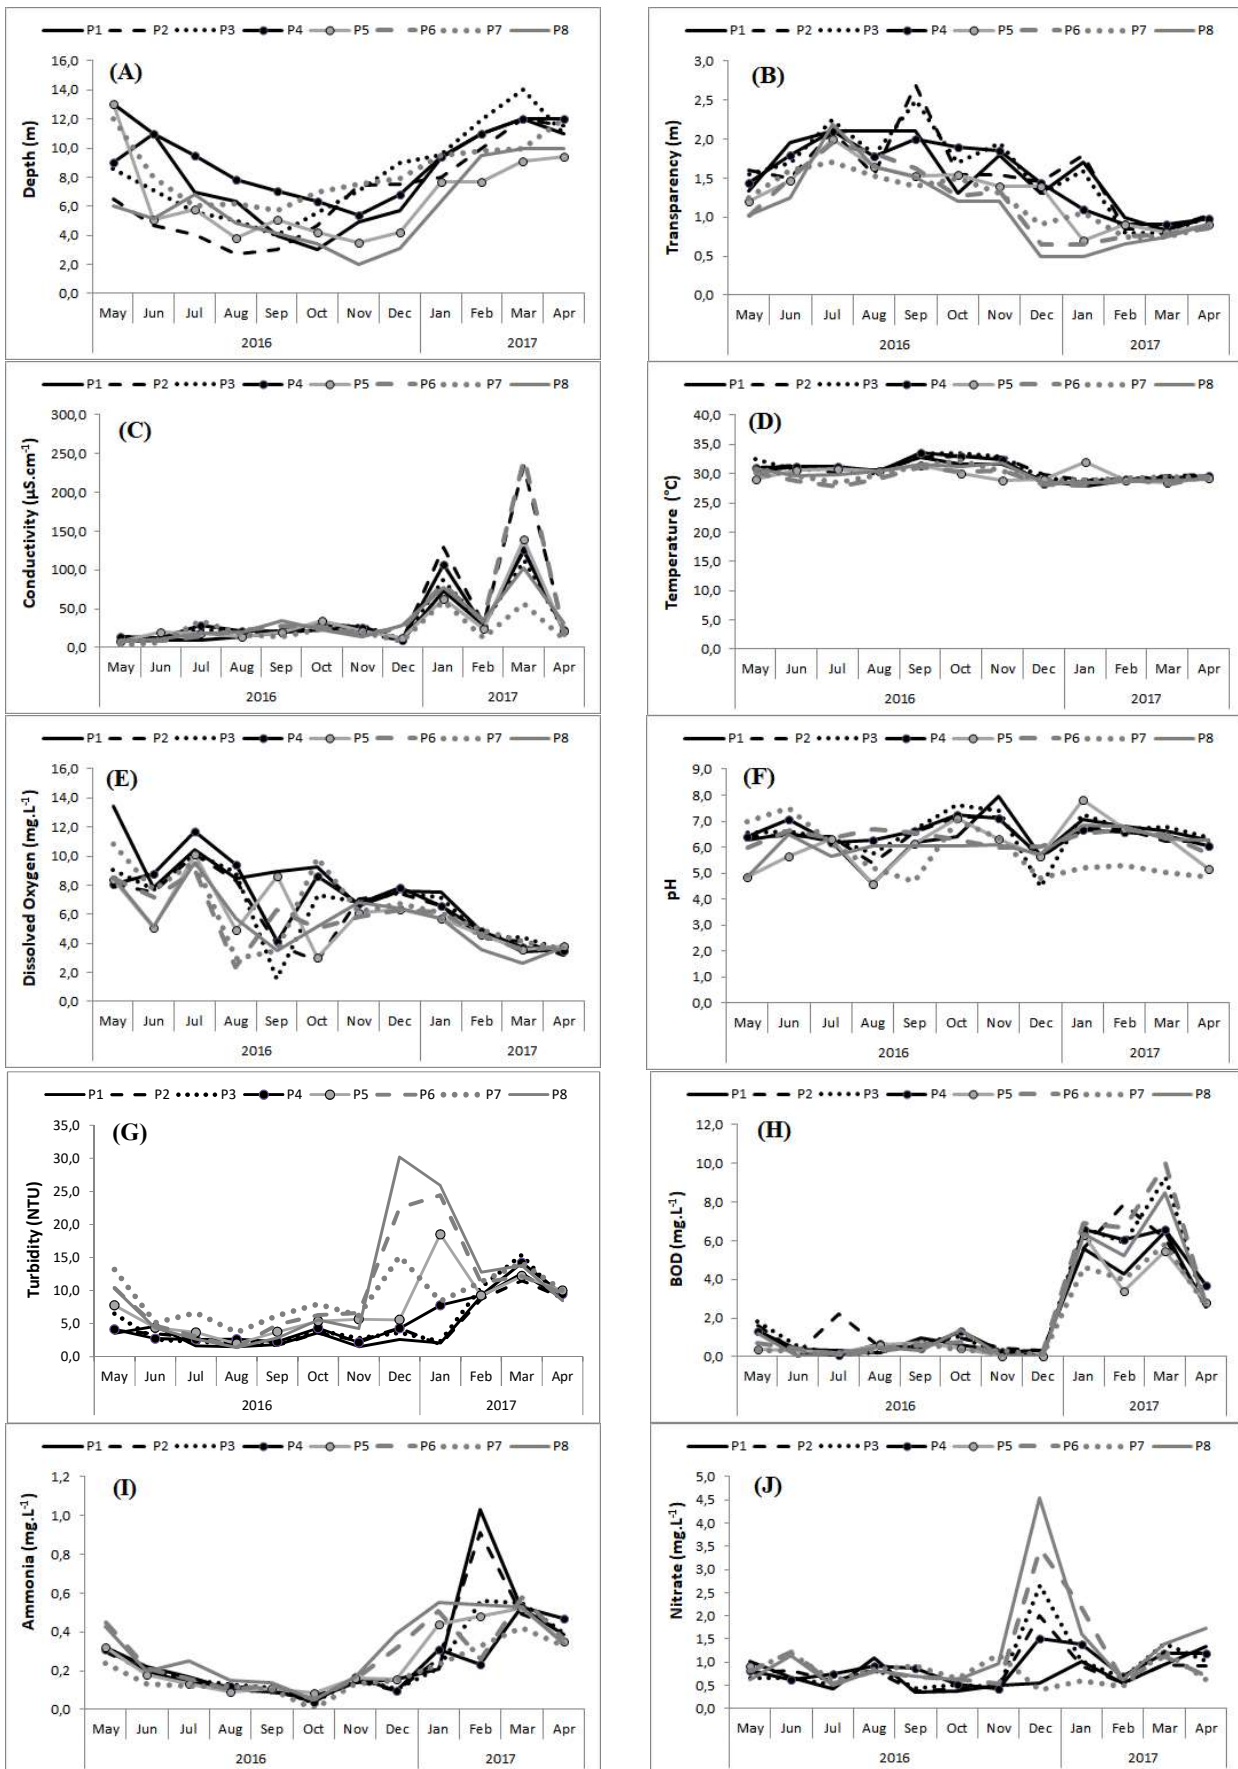 P1 P2 P3 P4 P5 P6 P7 P8
(A)
Depth (m)
16,0
14,0
12,0
10,0
8,0
6,0
4,0
2,0
0,0
May Jun Jul Aug Sep Oct Nov Dec Jan Feb Mar Apr
2016 2017
P1 P2 P3 P4 P5 P6 P7 P8
(B)
Transparency (m)
3,0
2,5
2,0
1,5
1,0
0,5
0,0
May Jun Jul Aug Sep Oct Nov Dec Jan Feb Mar Apr
2016 2017
P1 P2 P3 P4 P5 P6 P7 P8
(C)
Conductivity (µS.cm-1)
300,0
250,0
200,0
150,0
100,0
50,0
0,0
May Jun Jul Aug Sep Oct Nov Dec Jan Feb Mar Apr
2016 2017
P1 P2 P3 P4 P5 P6 P7 P8
(D)
Temperature (°C)
40,0
35,0
30,0
25,0
20,0
15,0
10,0
5,0
0,0
May Jun Jul Aug Sep Oct Nov Dec Jan Feb Mar Apr
2016 2017
P1 P2 P3 P4 P5 P6 P7 P8
(E)
Dissolved Oxygen (mg.L-1)
16,0
14,0
12,0
10,0
8,0
6,0
4,0
2,0
0,0
May Jun Jul Aug Sep Oct Nov Dec Jan Feb Mar Apr
2016 2017
P1 P2 P3 P4 P5 P6 P7 P8
(F)
pH
9,0
8,0
7,0
6,0
5,0
4,0
3,0
2,0
1,0
0,0
May Jun Jul Aug Sep Oct Nov Dec Jan Feb Mar Apr
2016 2017
P1 P2 P3 P4 P5 P6 P7 P8
(G)
Turbidity (NTU)
35,0
30,0
25,0
20,0
15,0
10,0
5,0
0,0
May Jun Jul Aug Sep Oct Nov Dec Jan Feb Mar Apr
2016 2017
P1 P2 P3 P4 P5 P6 P7 P8
(H)
BOD (mg.L-1)
12,0
10,0
8,0
6,0
4,0
2,0
0,0
May Jun Jul Aug Sep Oct Nov Dec Jan Feb Mar Apr
2016 2017
P1 P2 P3 P4 P5 P6 P7 P8
(I)
Ammonia (mg.L-1)
1,2
1,0
0,8
0,6
0,4
0,2
0,0
May Jun Jul Aug Sep Oct Nov Dec Jan Feb Mar Apr
2016 2017
P1 P2 P3 P4 P5 P6 P7 P8
(J)
Nitrate (mg.L-1)
5,0
4,5
4,0
3,5
3,0
2,5
2,0
1,5
1,0
0,5
0,0
May Jun Jul Aug Sep Oct Nov Dec Jan Feb Mar Apr
2016 2017